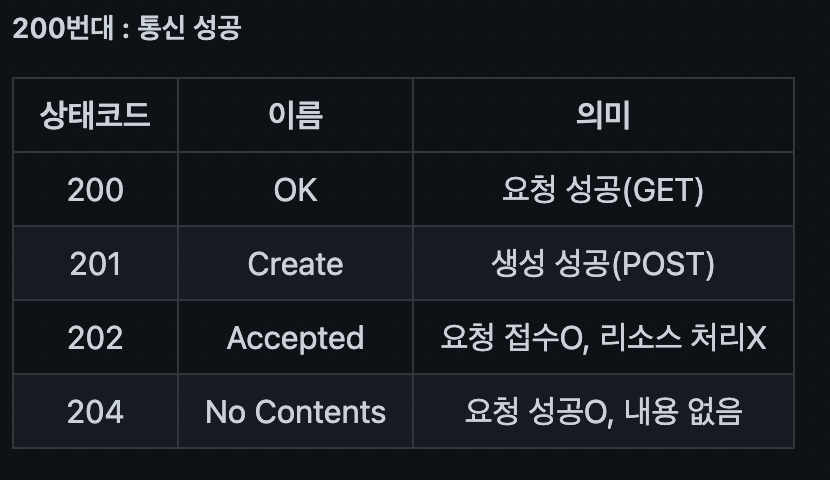 200번대 : 통신 성공
상태코드 이름 의미
200 OK 요청 성공(GET)
201 Create 생성 성공(POST)
202 Accepted 요청 접수O, 리소스 처리X
204 No Contents 요청 성공O, 내용 없음